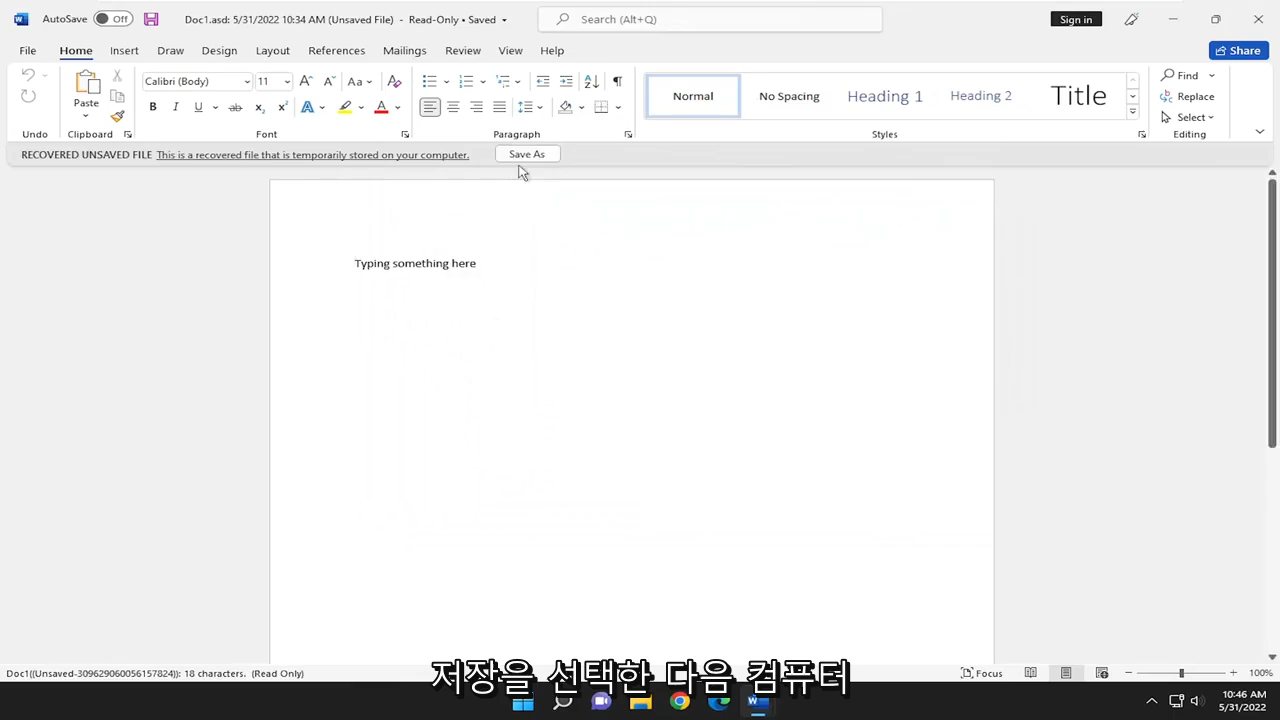 AutoSave Off Doc1.asd: 5/31/2022 10:34 AM (Unsaved File) - Read-Only • Saved Search (Alt+Q) Sign in
File Home Insert Draw Design Layout References Mailings Review View Help Share
Paste Calibri (Body) 11 Normal No Spacing Heading 1 Heading 2 Title Find Replace Select
Undo Clipboard Font Paragraph Styles Editing
RECOVERED UNSAVED FILE This is a recovered file that is temporarily stored on your computer. Save As
Typing something here
Doc1((Unsaved-309629060056157824)): 18 characters. (Read Only) Focus 100%
저장을 선택한 다음 컴퓨터
10:46 AM
5/31/2022